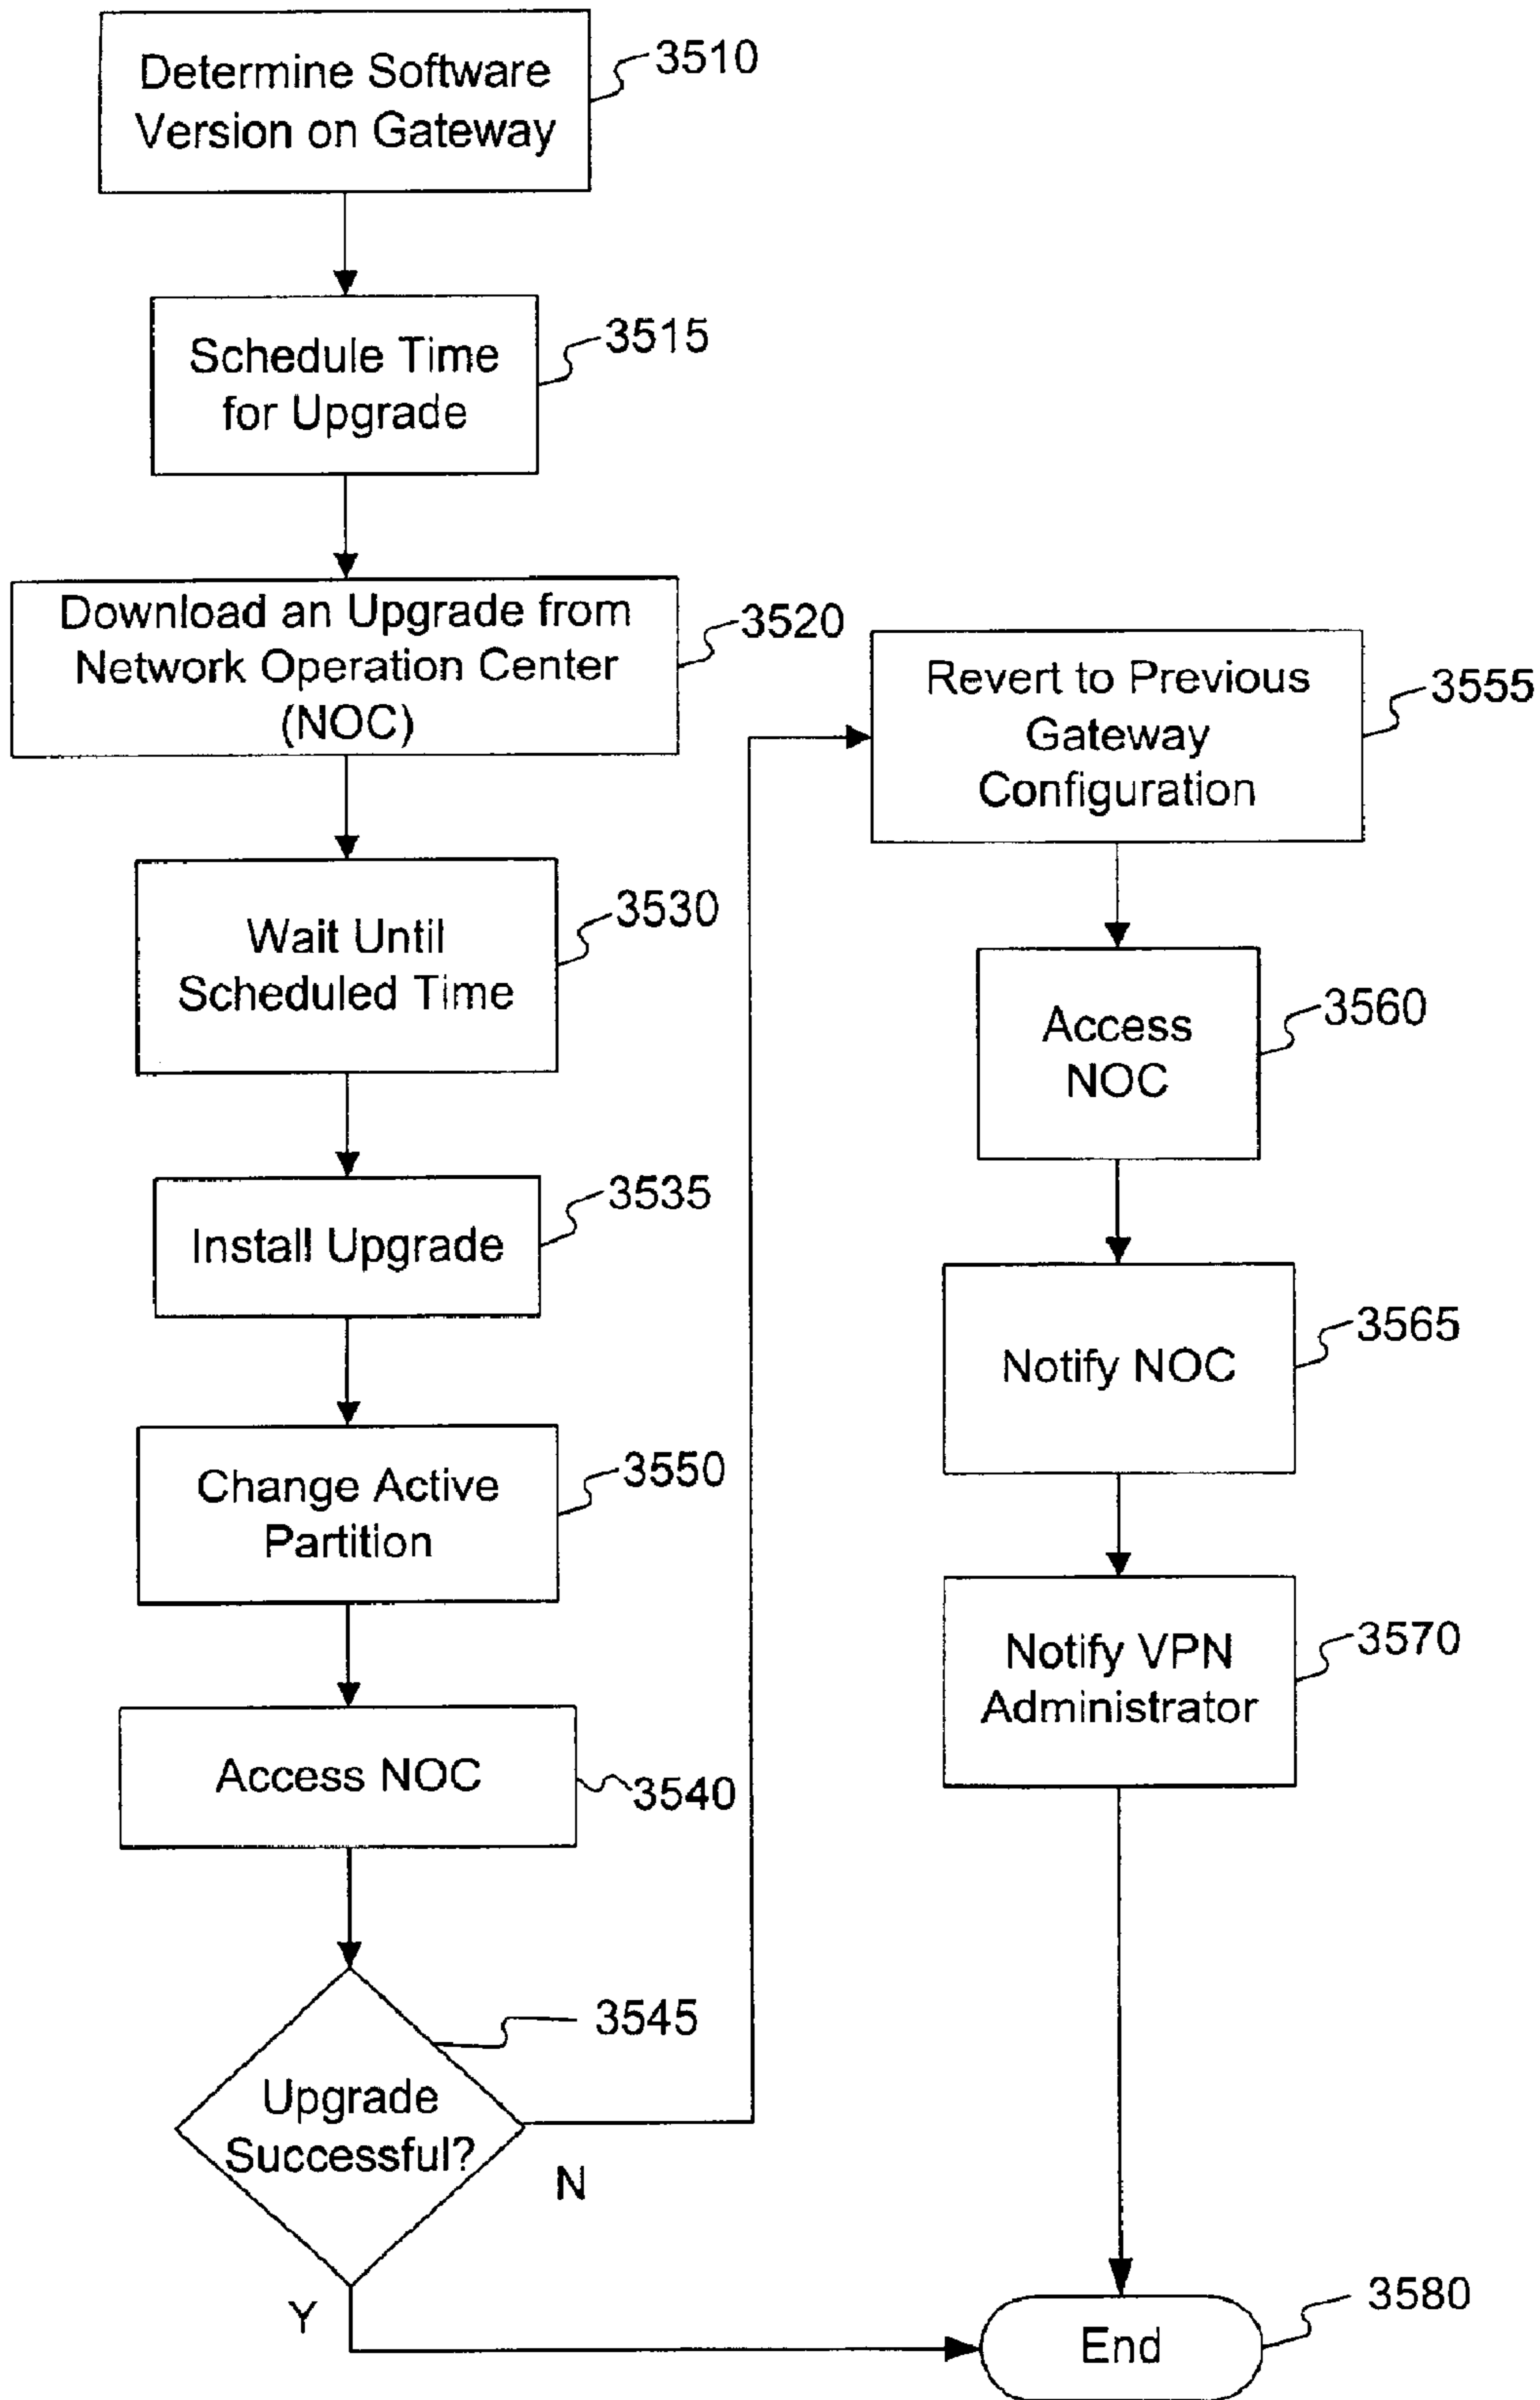 Determine Software
Version on Gateway
3510
Schedule Time
for Upgrade
3515
Download an Upgrade from
Network Operation Center
(NOC)
3520
Wait Until
Scheduled Time
3530
Install Upgrade
3535
Change Active
Partition
3550
Access NOC
3540
Upgrade
Successful?
3545
N
Y
Revert to Previous
Gateway
Configuration
3555
Access
NOC
3560
Notify NOC
3565
Notify VPN
Administrator
3570
End
3580